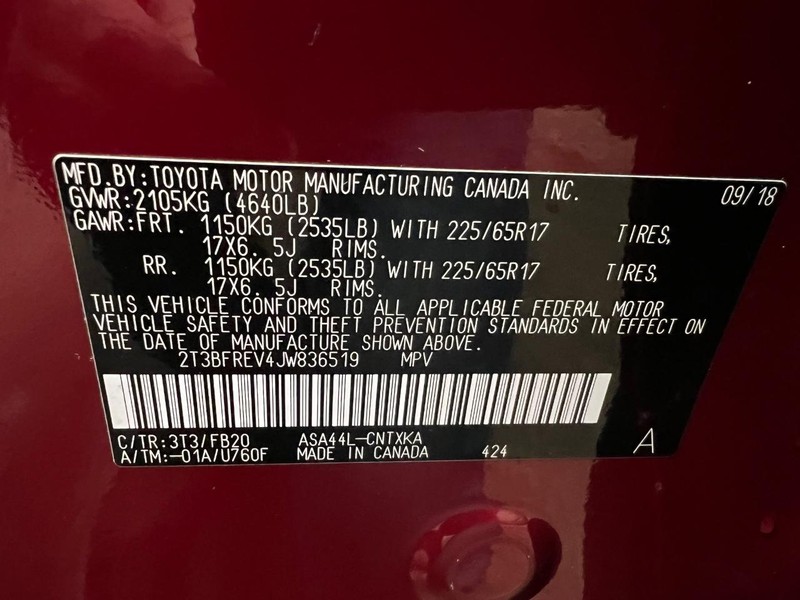 MFD.BY:TOYOTA MOTOR MANUFACTURING CANADA INC. 09/18
GVWR:2105KG (4640LB)
GAWR:FRT. 1150KG (2535LB) WITH 225/65R17 TIRES,
17X6. 5J RIMS.
RR. 1150KG (2535LB) WITH 225/65R17 TIRES,
17X6. 5J RIMS.
THIS VEHICLE CONFORMS TO ALL APPLICABLE FEDERAL MOTOR
VEHICLE SAFETY AND THEFT PREVENTION STANDARDS IN EFFECT ON
THE DATE OF MANUFACTURE SHOWN ABOVE.
2T3BFREV4JW836519 MPV
C/TR:3T3/FB20 ASA44L-CNTXKA
A/TM:-01A/U760F MADE IN CANADA 424 A